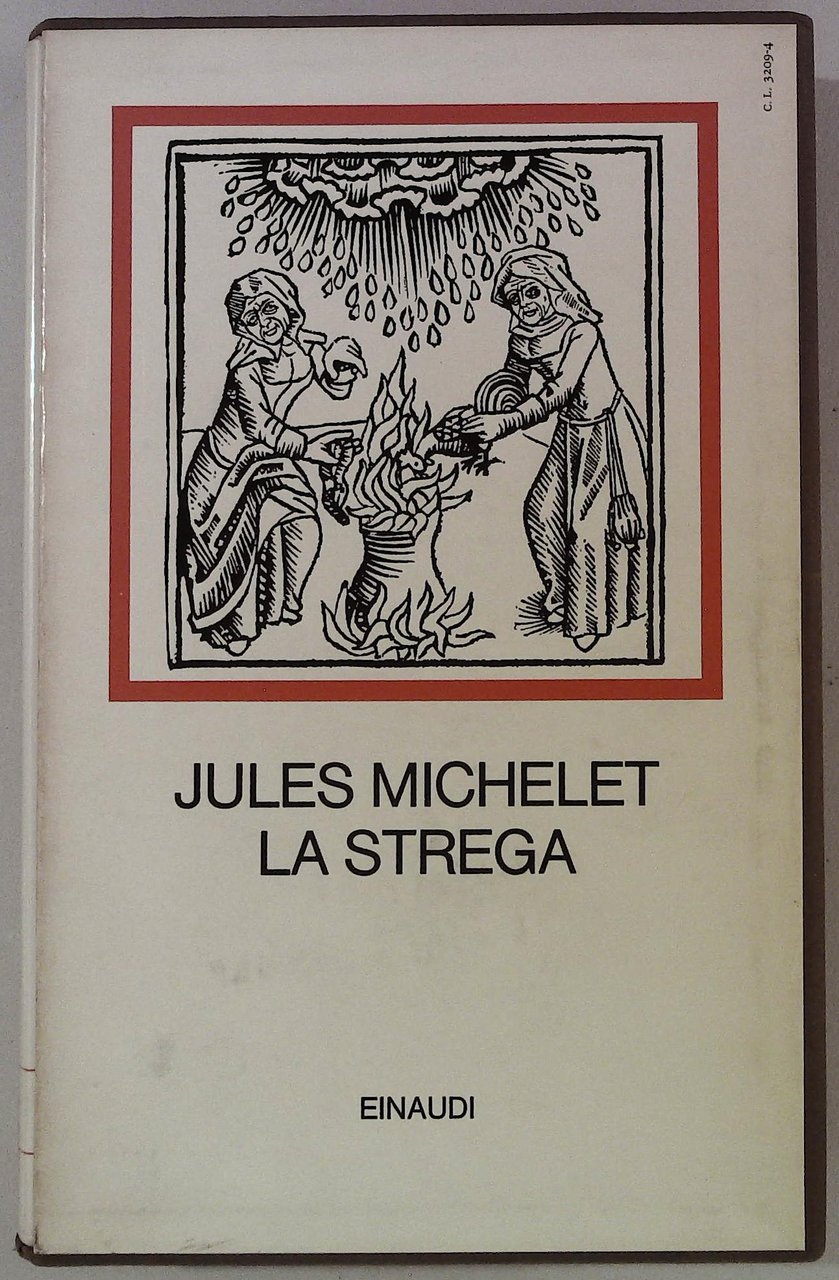 C. L. 3209-4
JULES MICHELET
LA STREGA
EINAUDI